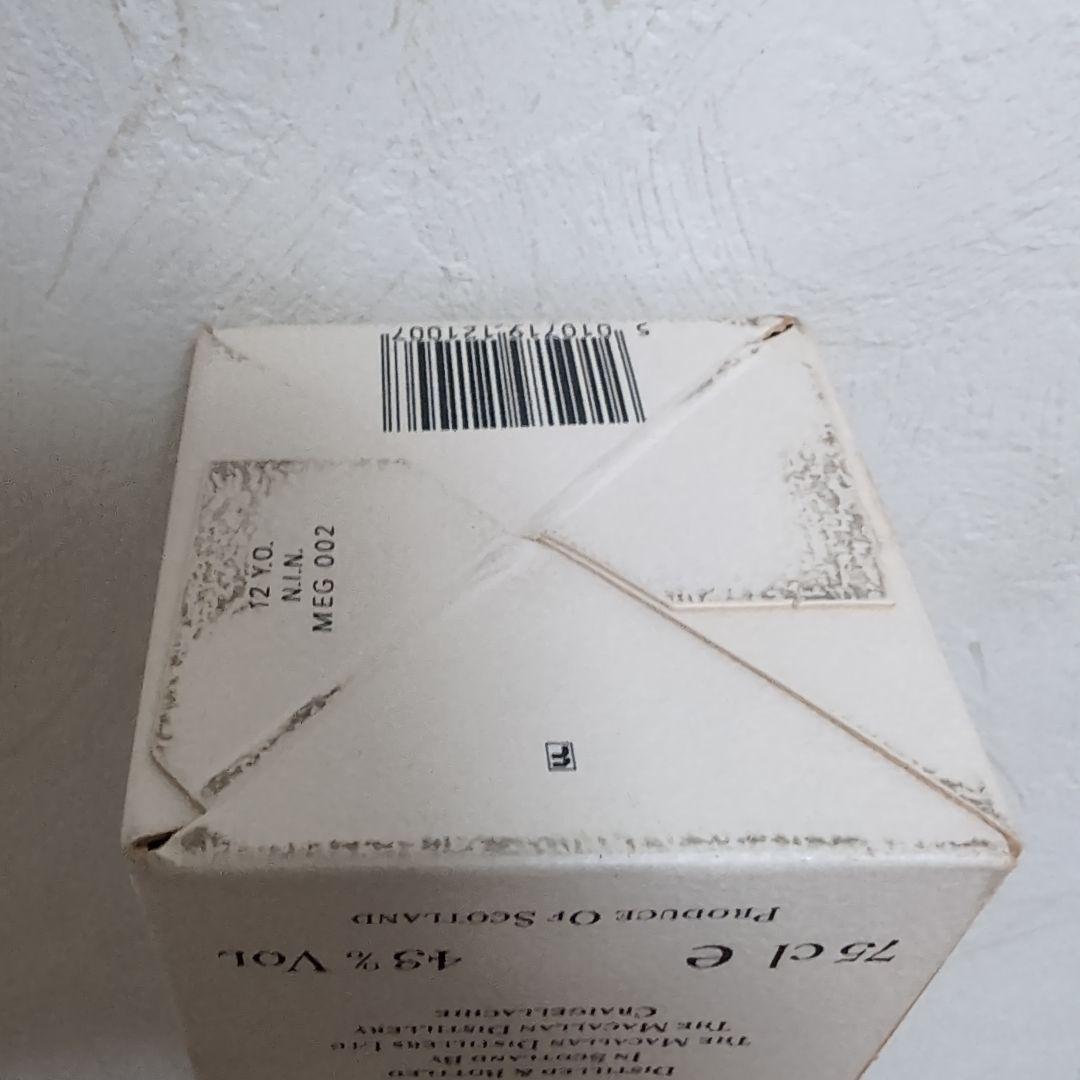 5 010719 121007
12 Y.O.
N.I.N.
MEG 002
m
DISTILLED & BOTTLED
IN SCOTLAND BY
THE MACALLAN DISTILLERS LTD
THE MACALLAN DISTILLERY
CRAIGELLACHIE
75 cl e 43% VOL
PRODUCE OF SCOTLAND